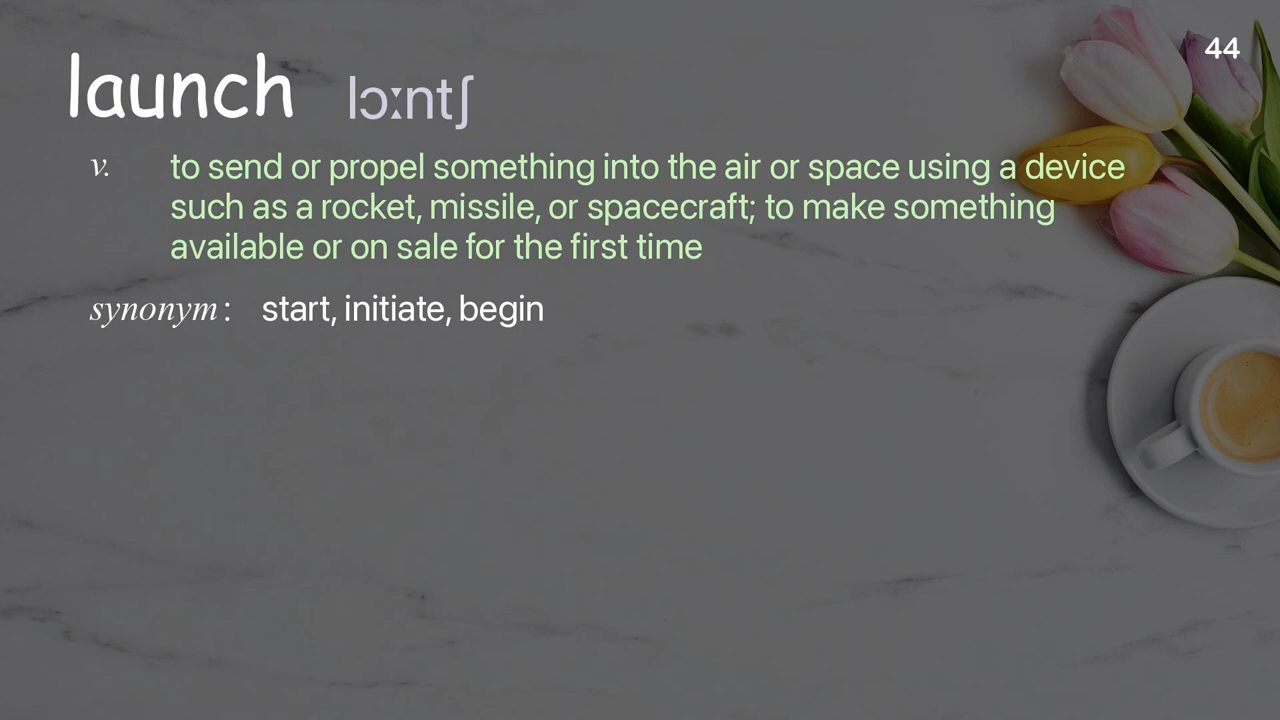 44
launch lɔːntʃ
v. to send or propel something into the air or space using a device
such as a rocket, missile, or spacecraft; to make something
available or on sale for the first time
synonym: start, initiate, begin